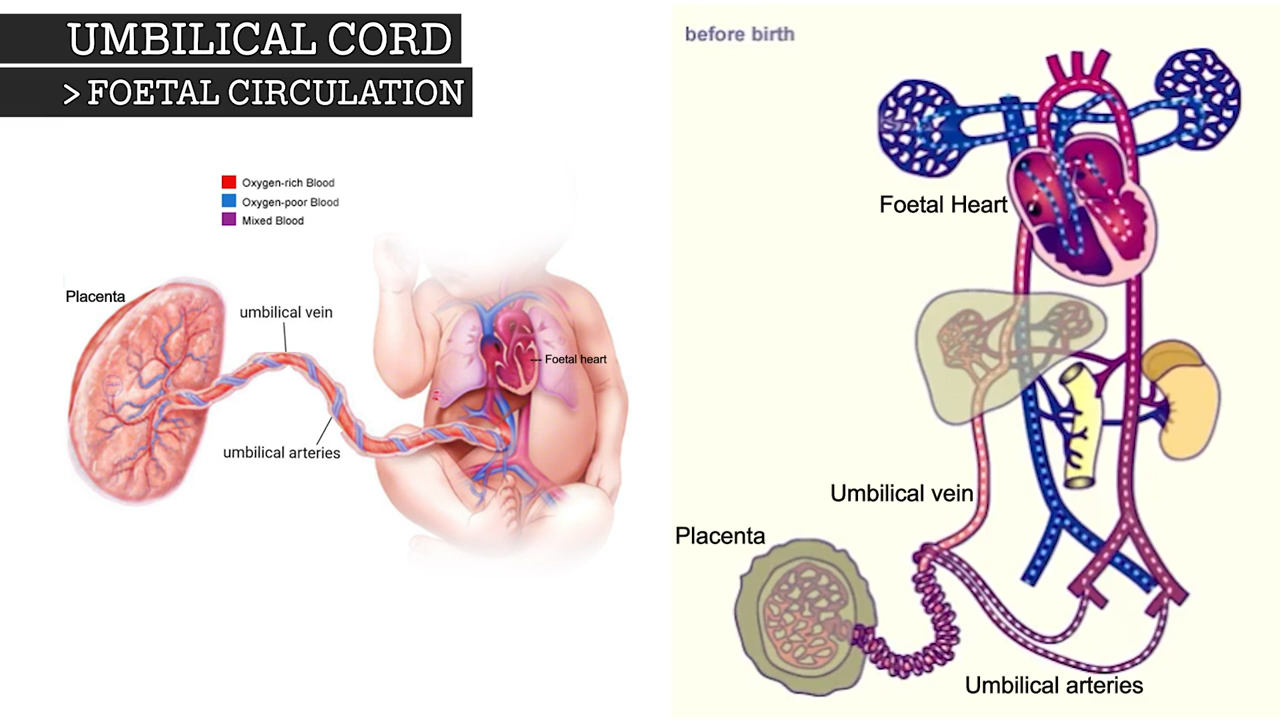 UMBILICAL CORD
> FOETAL CIRCULATION
Oxygen-rich Blood
Oxygen-poor Blood
Mixed Blood
Placenta
umbilical vein
Foetal heart
umbilical arteries
before birth
Foetal Heart
Umbilical vein
Placenta
Umbilical arteries